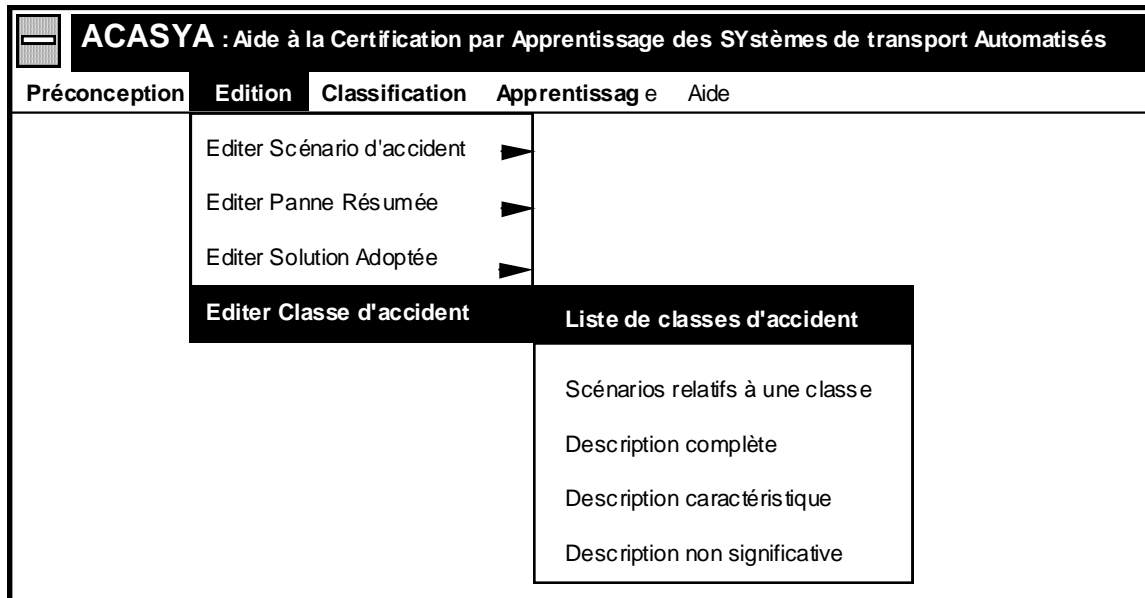 ACASYA : Aide à la Certification par Apprentissage des SYstèmes de transport Automatisés
Préconception Edition Classification Apprentissage Aide
Editer Scénario d'accident
Editer Panne Résumée
Editer Solution Adoptée
Editer Classe d'accident
Liste de classes d'accident
Scénarios relatifs à une classe
Description complète
Description caractéristique
Description non significative